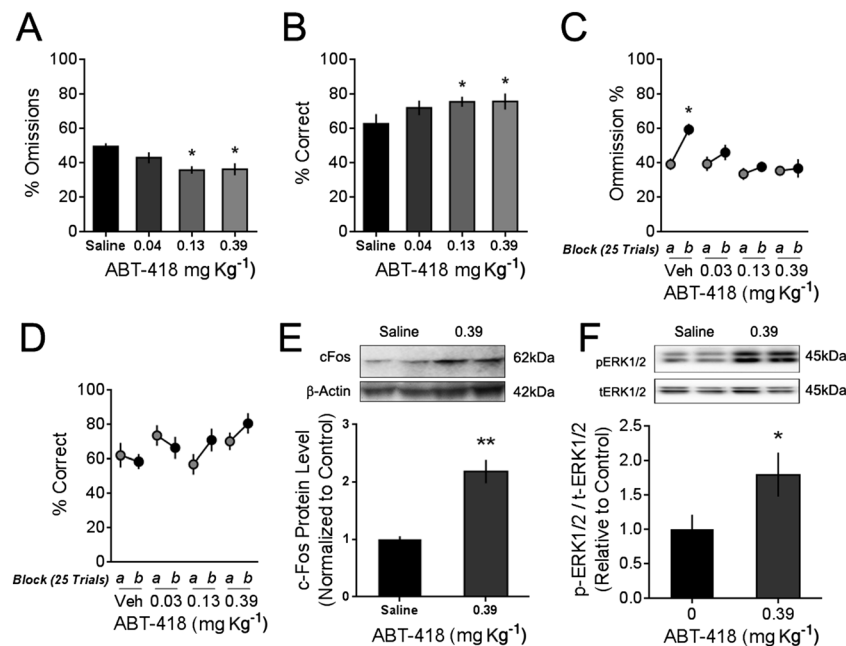 A
100
80
60
40
20
0
% Omissions
Saline 0.04 0.13 0.39
ABT-418 mg Kg-1)
* *
B
100
80
60
40
20
0
% Correct
Saline 0.04 0.13 0.39
ABT-418 mg Kg-1)
* *
C
100
80
60
40
20
0
Ommission %
*
Block (25 Trials) a b a b a b a b
Veh 0.03 0.13 0.39
ABT-418 (mg Kg-1)
D
100
80
60
40
20
0
% Correct
Block (25 Trials) a b a b a b a b
Veh 0.03 0.13 0.39
ABT-418 (mg Kg-1)
E
Saline 0.39
cFos 62kDa
β-Actin 42kDa
3
2
1
0
c-Fos Protein Level
(Normalized to Control)
**
Saline 0.39
ABT-418 (mg Kg-1)
F
Saline 0.39
pERK1/2 45kDa
tERK1/2 45kDa
2.5
2.0
1.5
1.0
0.5
0.0
p-ERK1/2 / t-ERK1/2
(Relative to Control)
*
0 0.39
ABT-418 (mg Kg-1)